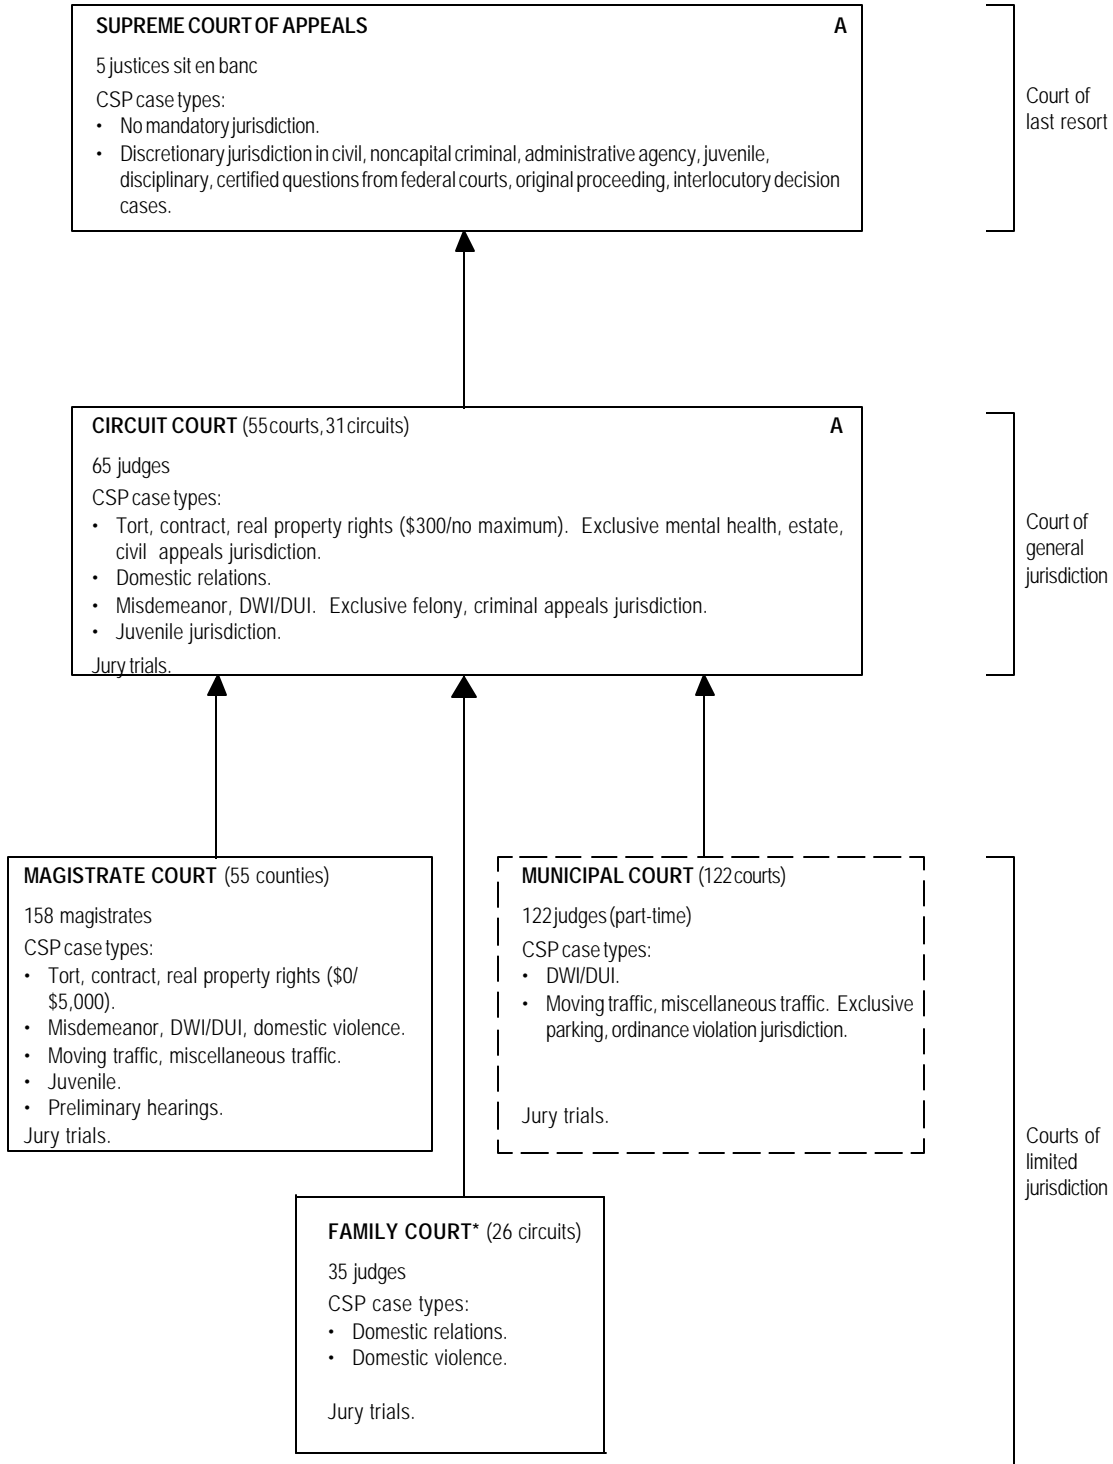 SUPREME COURT OF APPEALS A
5 justices sit en banc
CSP case types:
• No mandatory jurisdiction.
• Discretionary jurisdiction in civil, noncapital criminal, administrative agency, juvenile,
disciplinary, certified questions from federal courts, original proceeding, interlocutory decision
cases.
Court of
last resort
CIRCUIT COURT (55 courts, 31 circuits) A
65 judges
CSP case types:
• Tort, contract, real property rights ($300/no maximum). Exclusive mental health, estate,
civil appeals jurisdiction.
• Domestic relations.
• Misdemeanor, DWI/DUI. Exclusive felony, criminal appeals jurisdiction.
• Juvenile jurisdiction.
Jury trials.
Court of
general
jurisdiction
MAGISTRATE COURT (55 counties)
158 magistrates
CSP case types:
• Tort, contract, real property rights ($0/
$5,000).
• Misdemeanor, DWI/DUI, domestic violence.
• Moving traffic, miscellaneous traffic.
• Juvenile.
• Preliminary hearings.
Jury trials.
MUNICIPAL COURT (122 courts)
122 judges (part-time)
CSP case types:
• DWI/DUI.
• Moving traffic, miscellaneous traffic. Exclusive
parking, ordinance violation jurisdiction.
Jury trials.
Courts of
limited
jurisdiction
FAMILY COURT* (26 circuits)
35 judges
CSP case types:
• Domestic relations.
• Domestic violence.
Jury trials.